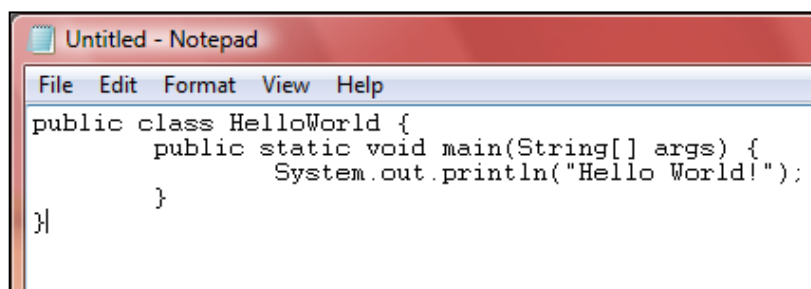 Untitled - Notepad
File Edit Format View Help
public class HelloWorld {
        public static void main(String[] args) {
                System.out.println("Hello World!");
        }
}